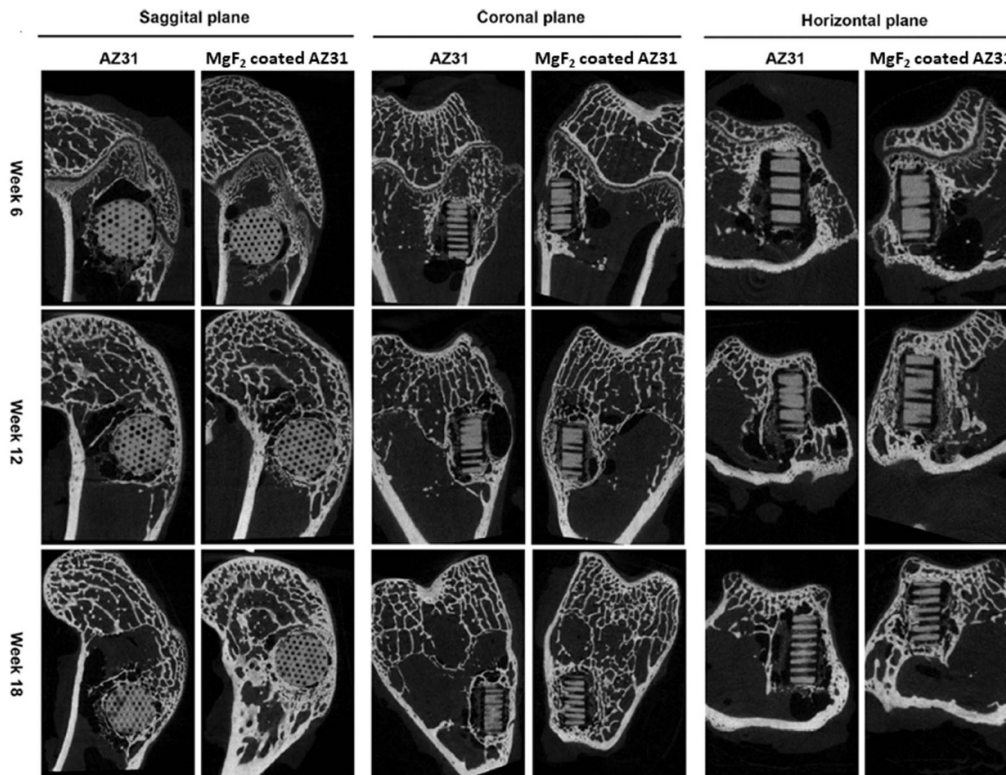 Saggital plane
Coronal plane
Horizontal plane
AZ31
MgF₂ coated AZ31
AZ31
MgF₂ coated AZ31
AZ31
MgF₂ coated AZ31
Week 6
Week 12
Week 18